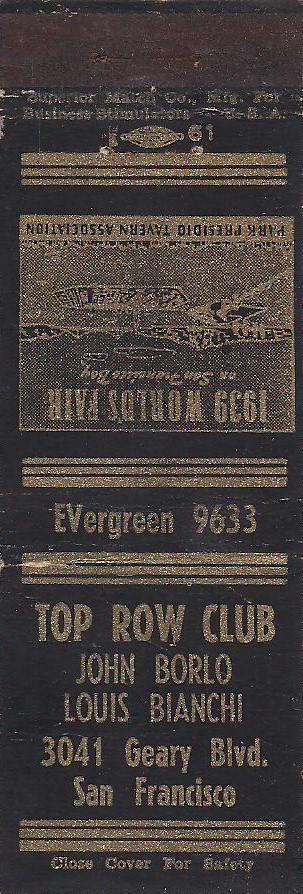 Superior Match Co., Mfg. For
Business Stimulators U.S.A.
61
PARK PRESIDIO TAVERN ASSOCIATION
on San Francisco Bay
1939 WORLDS FAIR
EVergreen 9633
TOP ROW CLUB
JOHN BORLO
LOUIS BIANCHI
3041 Geary Blvd.
San Francisco
Close Cover For Safety